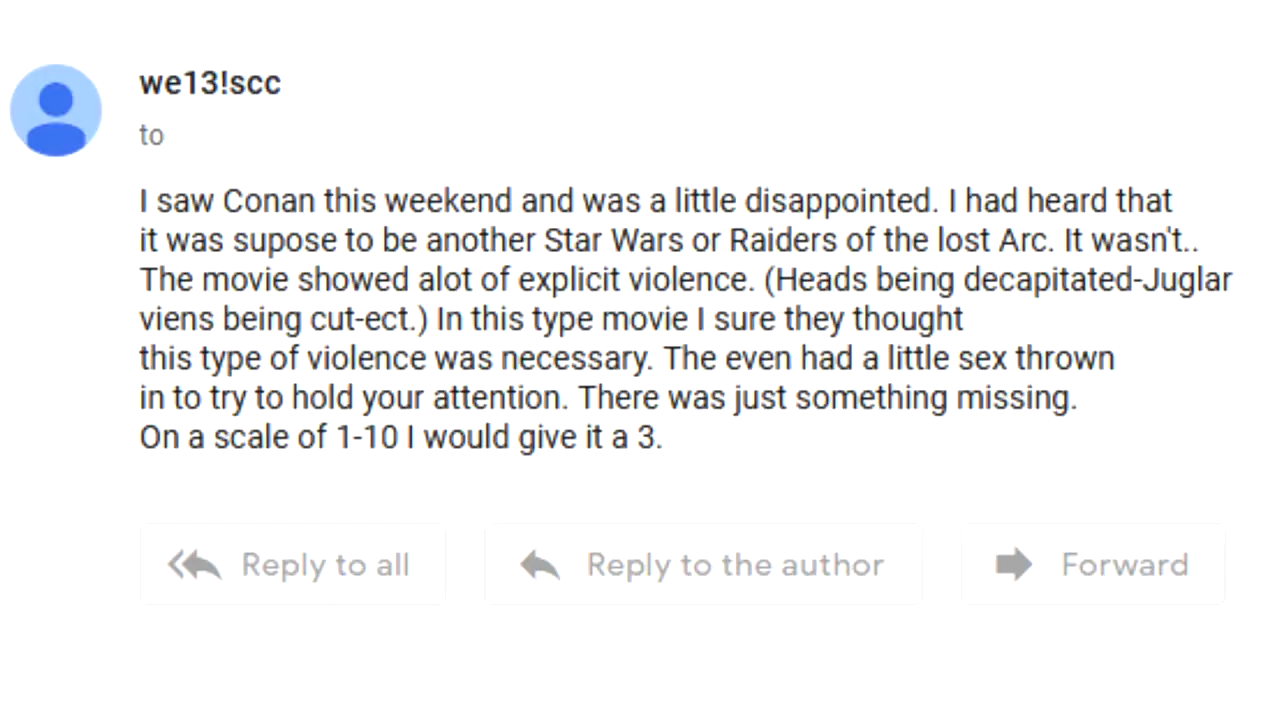 we13!scc
to
I saw Conan this weekend and was a little disappointed. I had heard that
it was supose to be another Star Wars or Raiders of the lost Arc. It wasn't..
The movie showed alot of explicit violence. (Heads being decapitated-Juglar
viens being cut-ect.) In this type movie I sure they thought
this type of violence was necessary. The even had a little sex thrown
in to try to hold your attention. There was just something missing.
On a scale of 1-10 I would give it a 3.
Reply to all Reply to the author Forward